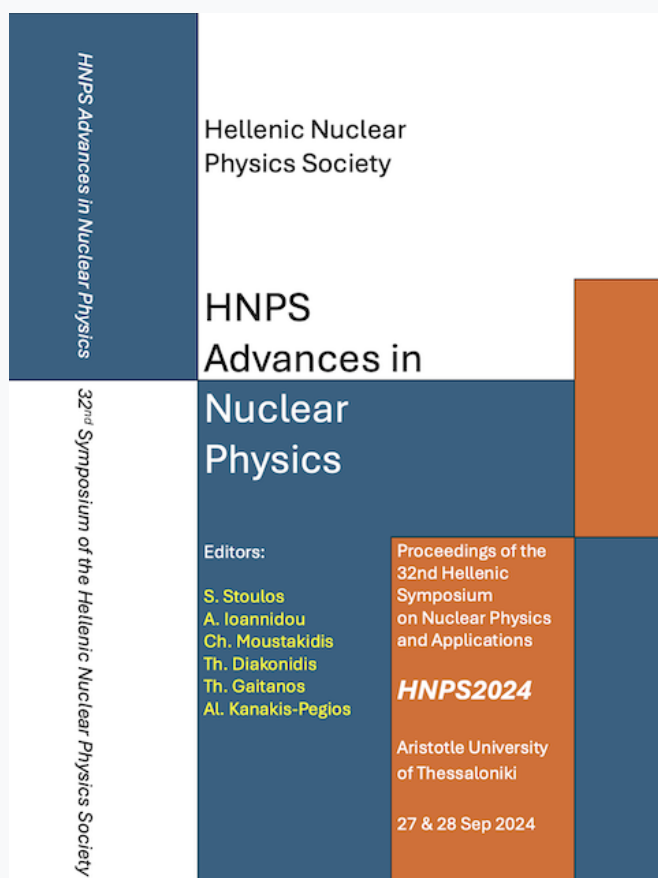 HNPS Advances in Nuclear Physics
32nd Symposium of the Hellenic Nuclear Physics Society
Hellenic Nuclear
Physics Society
HNPS
Advances in
Nuclear
Physics
Editors:
S. Stoulos
A. Ioannidou
Ch. Moustakidis
Th. Diakonidis
Th. Gaitanos
Al. Kanakis-Pegios
Proceedings of the
32nd Hellenic
Symposium
on Nuclear Physics
and Applications
HNPS2024
Aristotle University
of Thessaloniki
27 & 28 Sep 2024